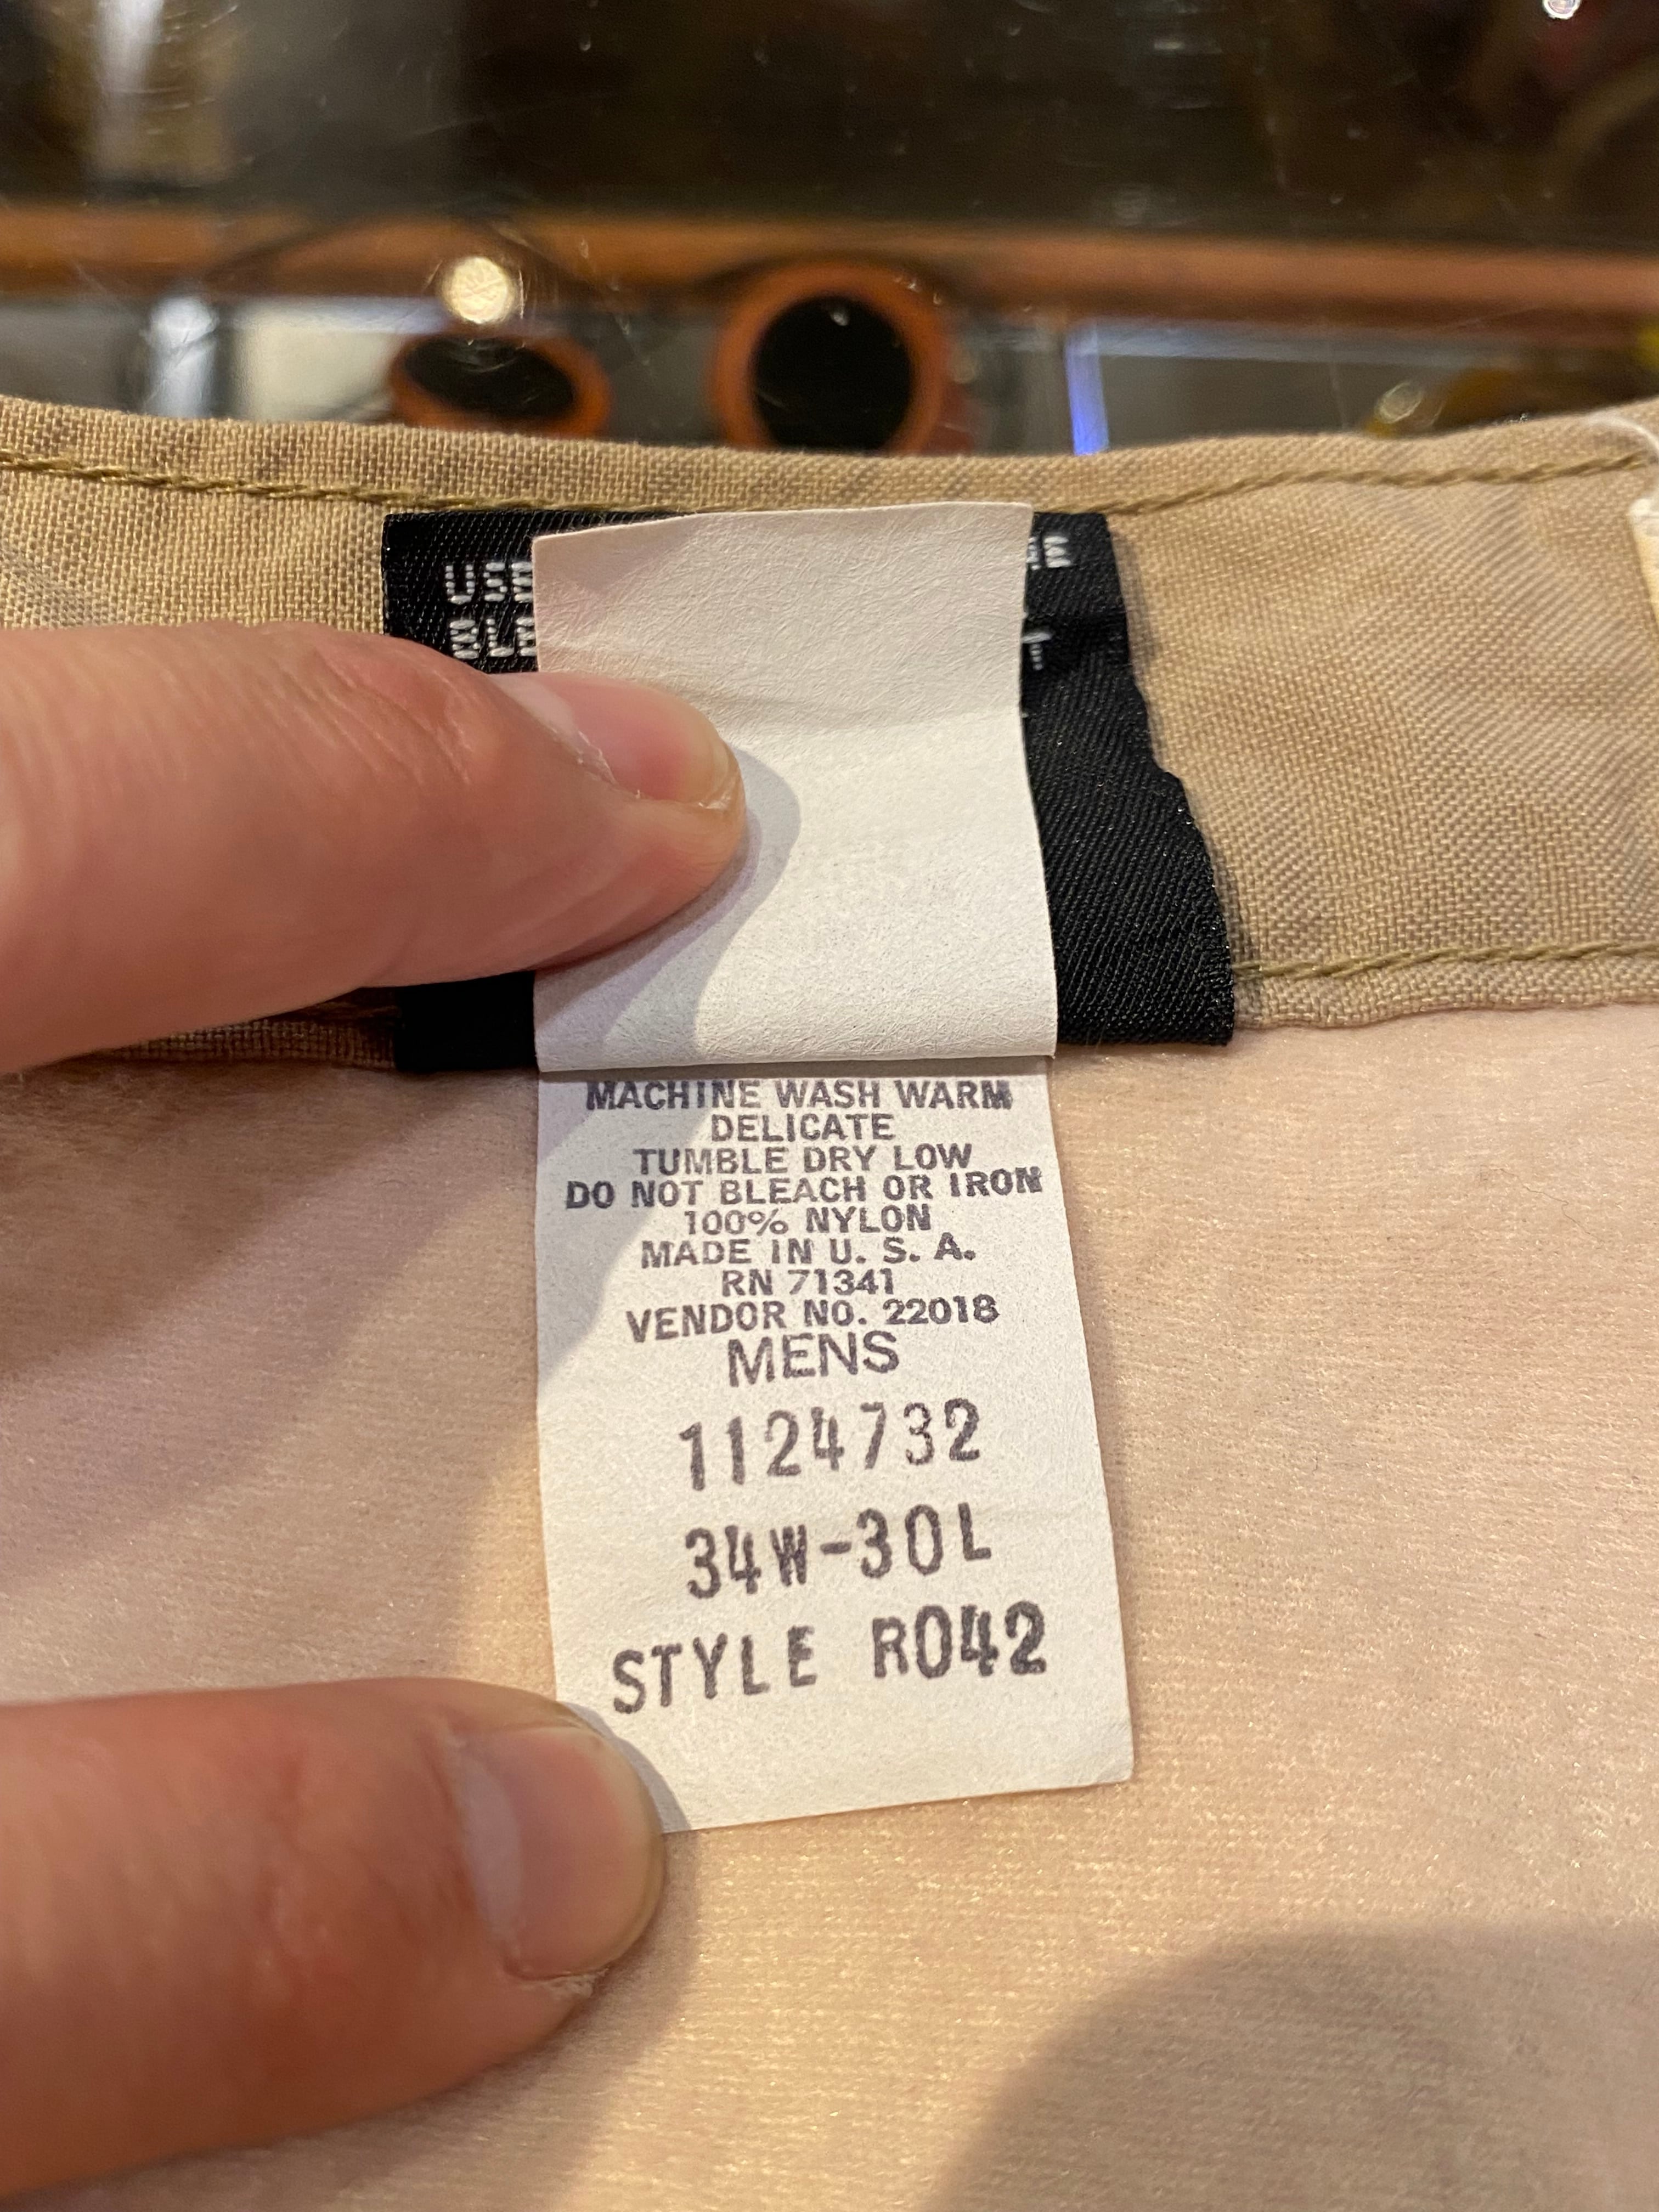 MACHINE WASH WARM
DELICATE
TUMBLE DRY LOW
DO NOT BLEACH OR IRON
100% NYLON
MADE IN U. S. A.
RN 71341
VENDOR NO. 22018
MENS
1124732
34W-30L
STYLE R042